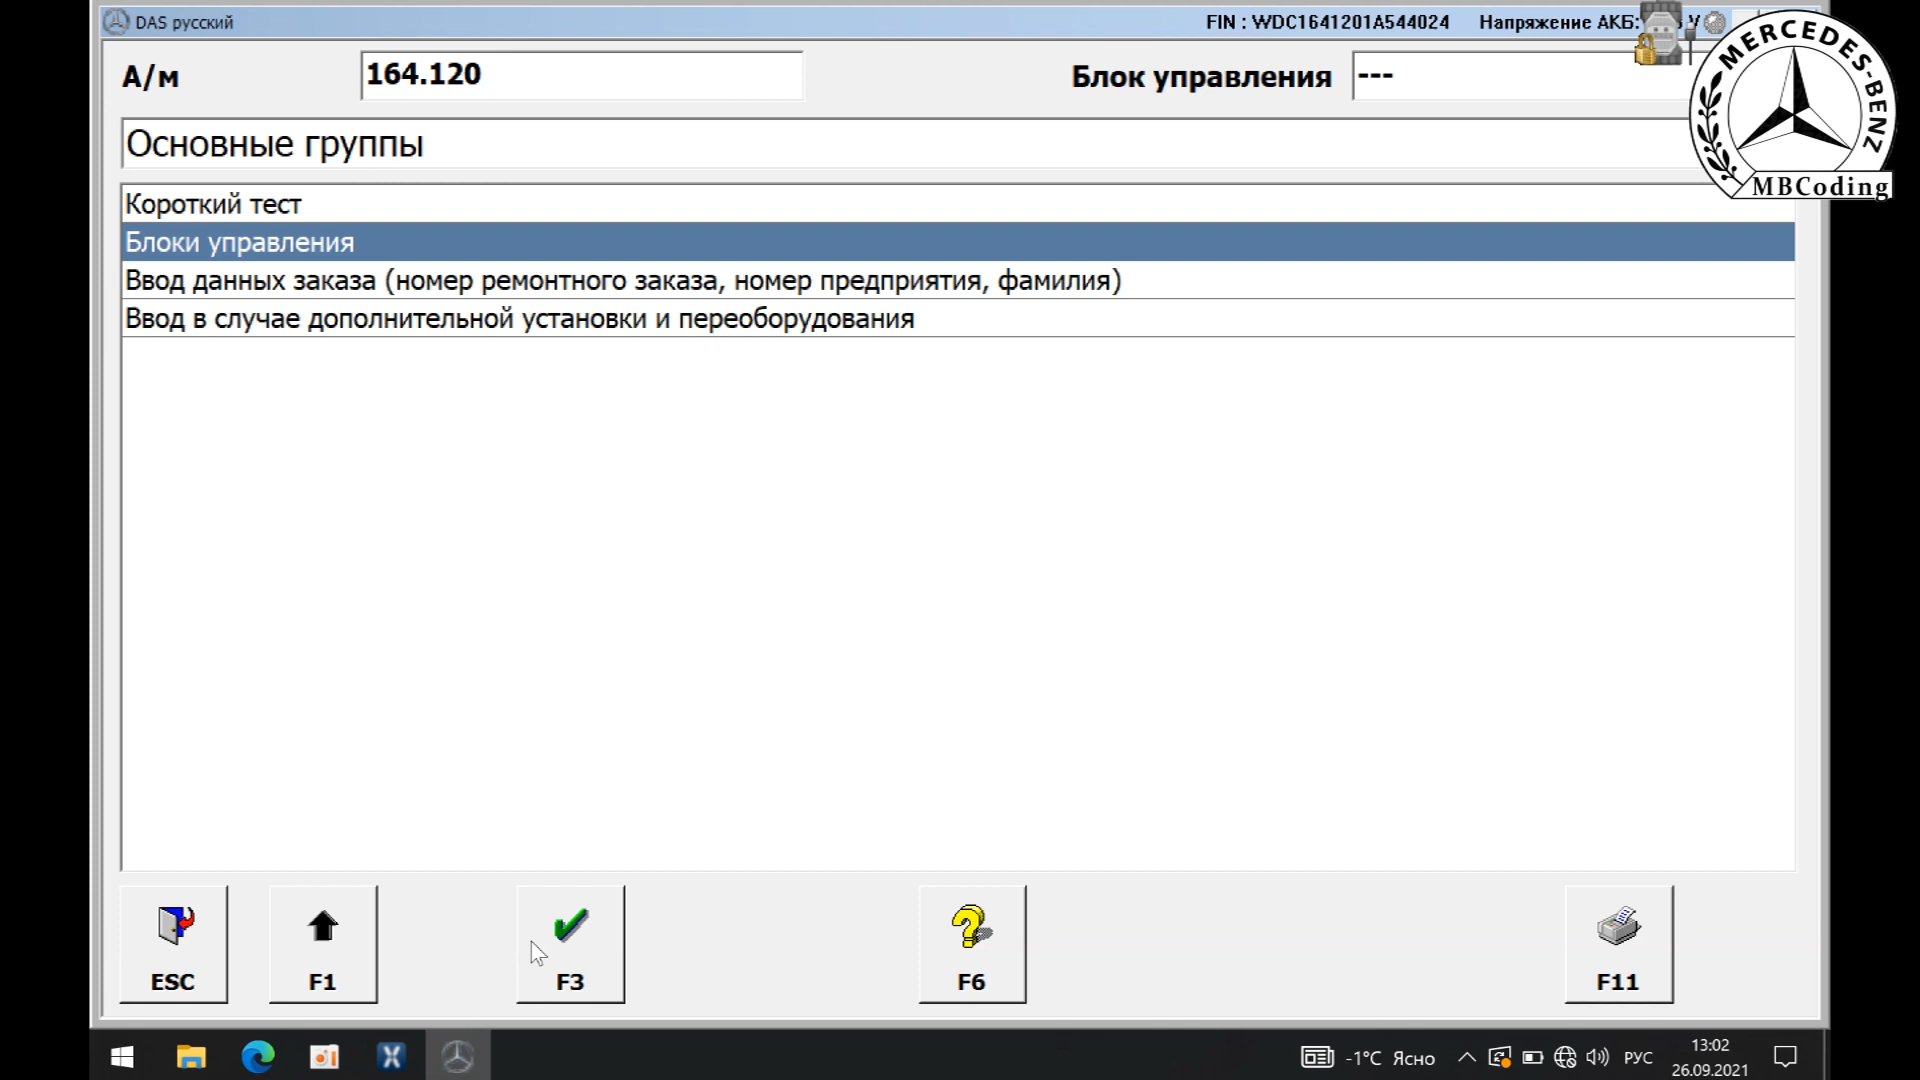 DAS русский
FIN : WDC1641201A544024
Напряжение АКБ:
V
MERCEDES-BENZ
MBCoding
А/м
164.120
Блок управления
---
Основные группы
Короткий тест
Блоки управления
Ввод данных заказа (номер ремонтного заказа, номер предприятия, фамилия)
Ввод в случае дополнительной установки и переоборудования
ESC
F1
F3
F6
F11
-1°C Ясно
РУС
13:02
26.09.2021